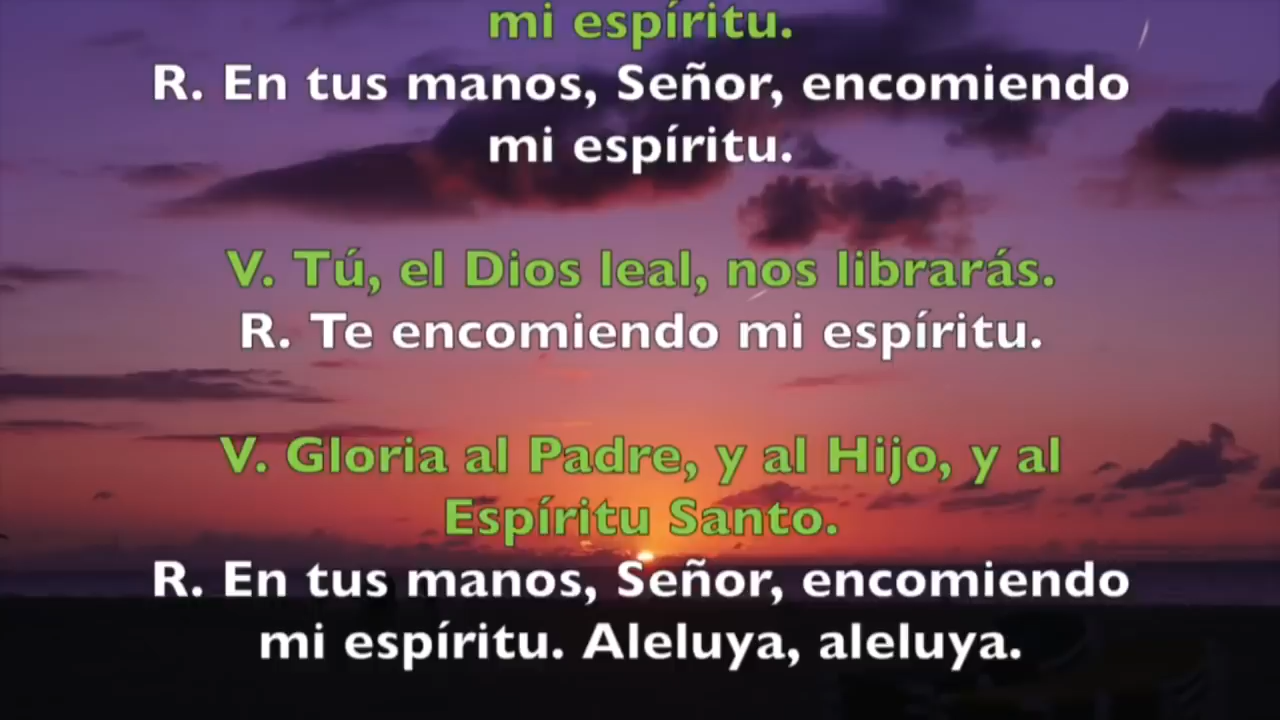 mi espíritu.
R. En tus manos, Señor, encomiendo
mi espíritu.
V. Tú, el Dios leal, nos librarás.
R. Te encomiendo mi espíritu.
V. Gloria al Padre, y al Hijo, y al
Espíritu Santo.
R. En tus manos, Señor, encomiendo
mi espíritu. Aleluya, aleluya.